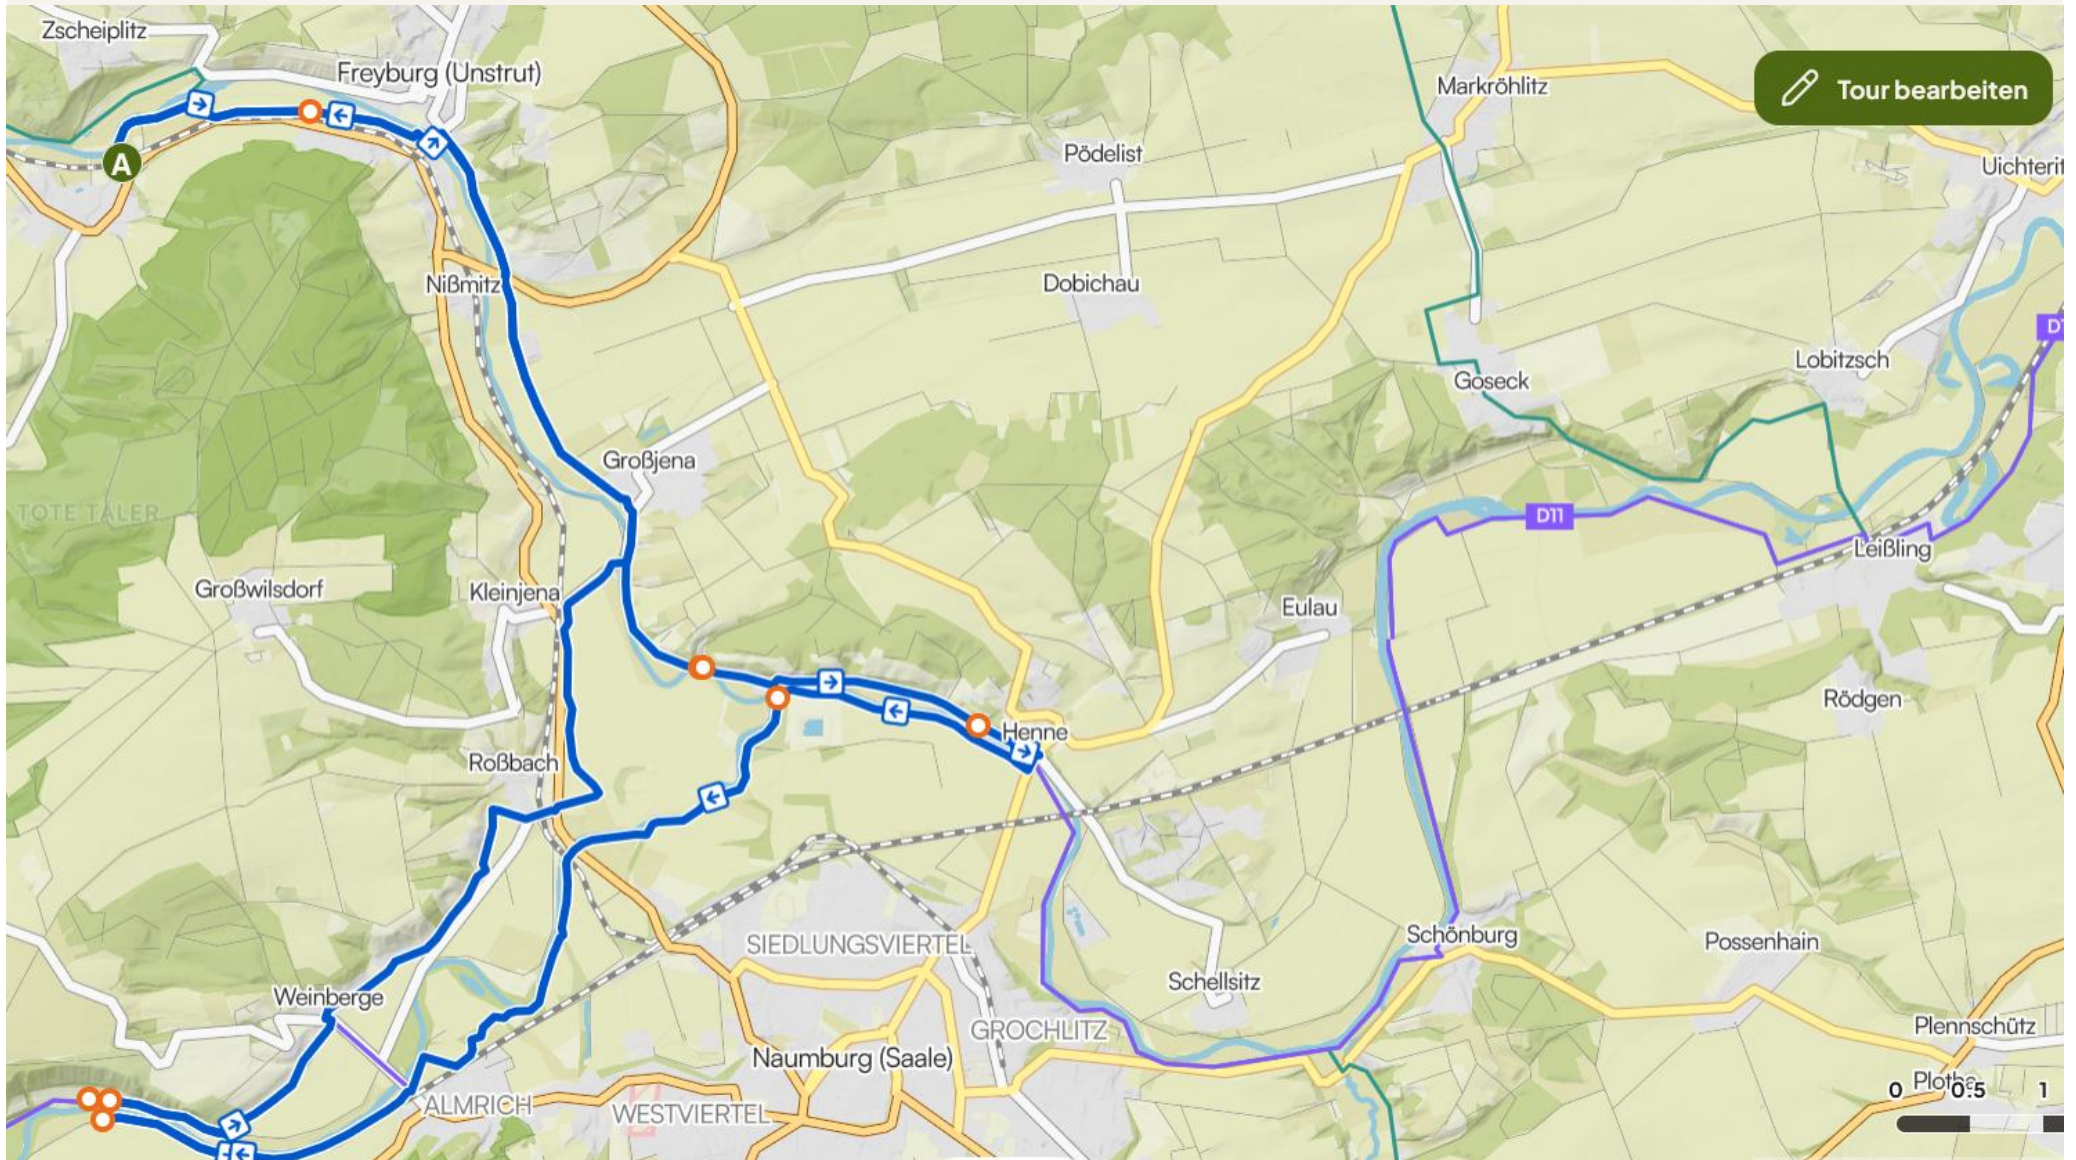 Zscheiplitz
Freyburg (Unstrut)
Markröhlitz
Tour bearbeiten
A
Pödelist
Uichterit
Nißmitz
Dobichau
D1
Lobitzsch
Goseck
Großjena
TOTE TÄLER
D11
Leißling
Großwilsdorf
Kleinjena
Eulau
Rödgen
Henne
Roßbach
SIEDLUNGSVIERTEL
Schönburg
Possenhain
Schellsitz
Weinberge
GROCHLITZ
Plennschütz
Naumburg (Saale)
0 0.5 1
ALMRICH
WESTVIERTEL